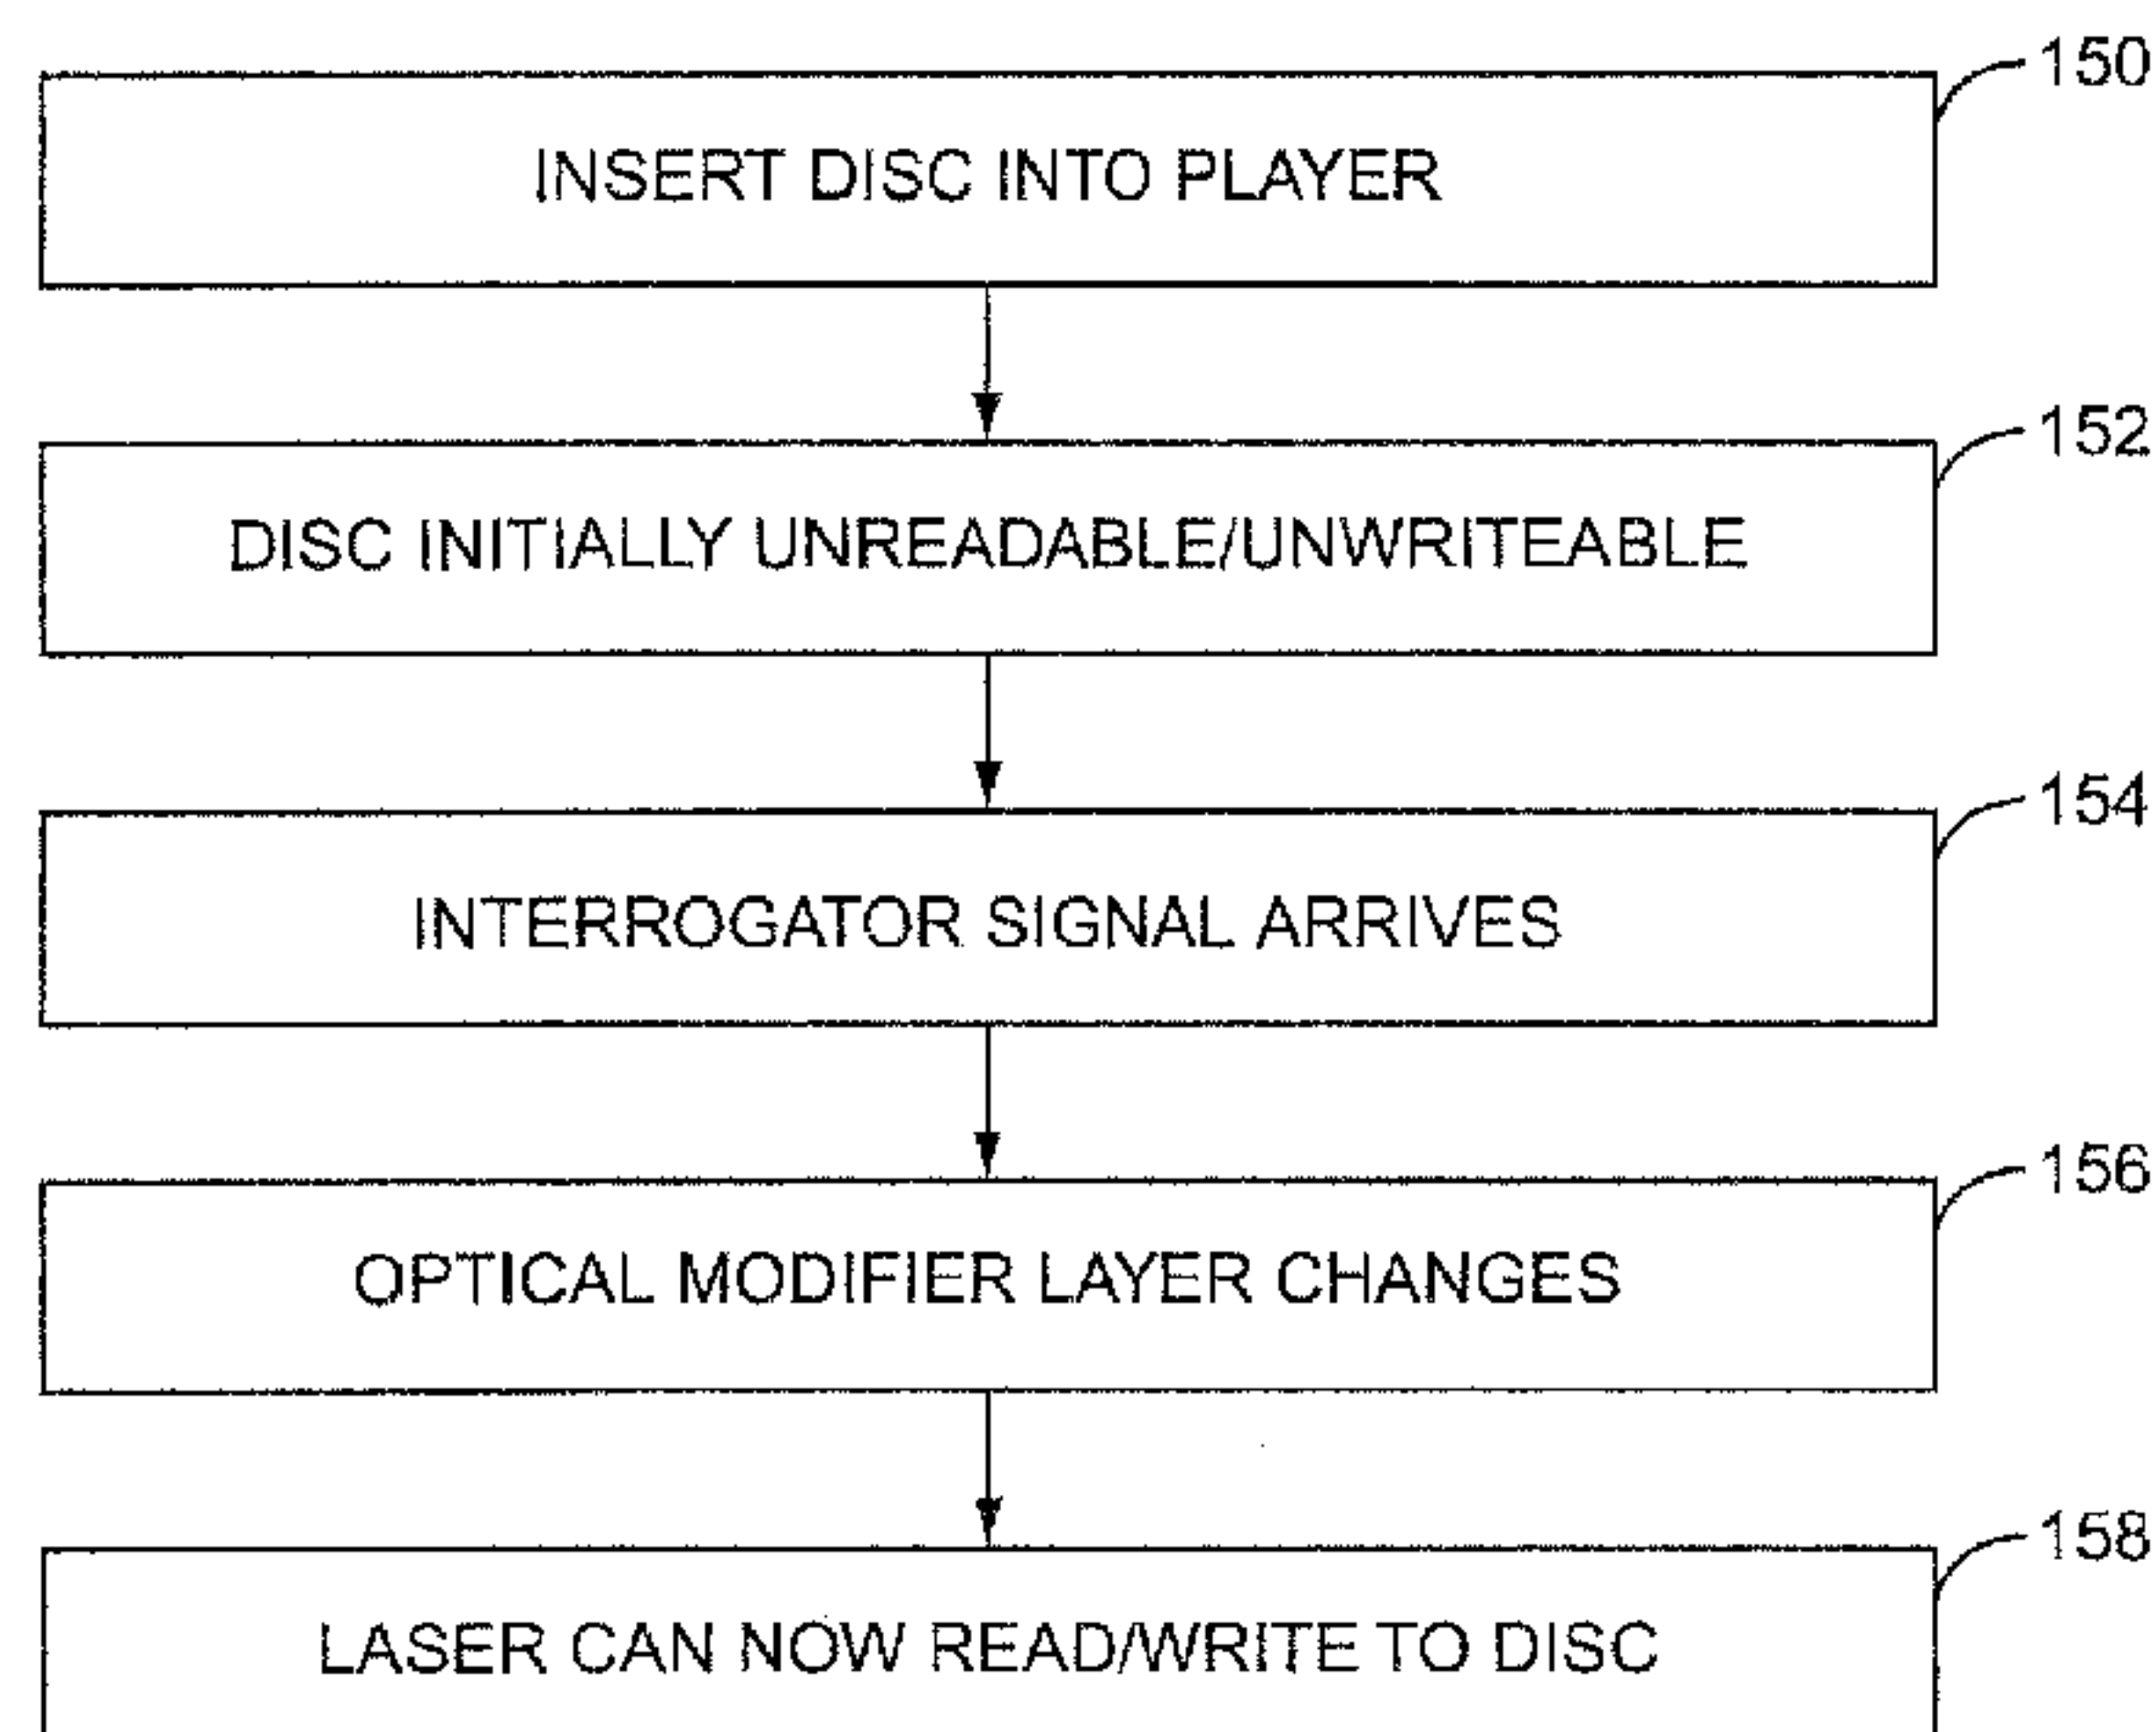 150
INSERT DISC INTO PLAYER
152
DISC INITIALLY UNREADABLE/UNWRITEABLE
154
INTERROGATOR SIGNAL ARRIVES
156
OPTICAL MODIFIER LAYER CHANGES
158
LASER CAN NOW READ/WRITE TO DISC